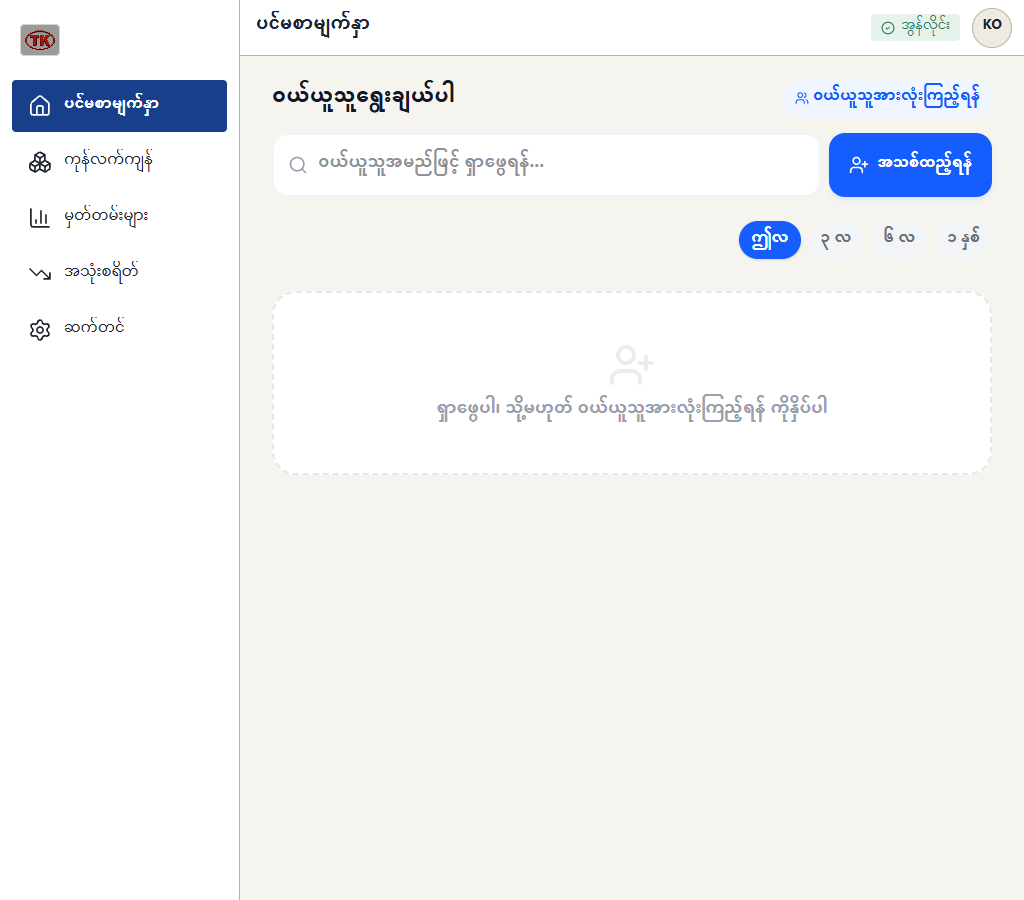 TK
ပင်မစာမျက်နှာ
ကုန်လက်ကျန်
မှတ်တမ်းများ
အသုံးစရိတ်
ဆက်တင်
ပင်မစာမျက်နှာ
အွန်လိုင်း
KO
ဝယ်ယူသူရွေးချယ်ပါ
ဝယ်ယူသူအားလုံးကြည့်ရန်
ဝယ်ယူသူအမည်ဖြင့် ရှာဖွေရန်...
အသစ်ထည့်ရန်
ဤလ
၃ လ
၆ လ
၁ နှစ်
ရှာဖွေပါ၊ သို့မဟုတ် ဝယ်ယူသူအားလုံးကြည့်ရန် ကိုနှိပ်ပါ